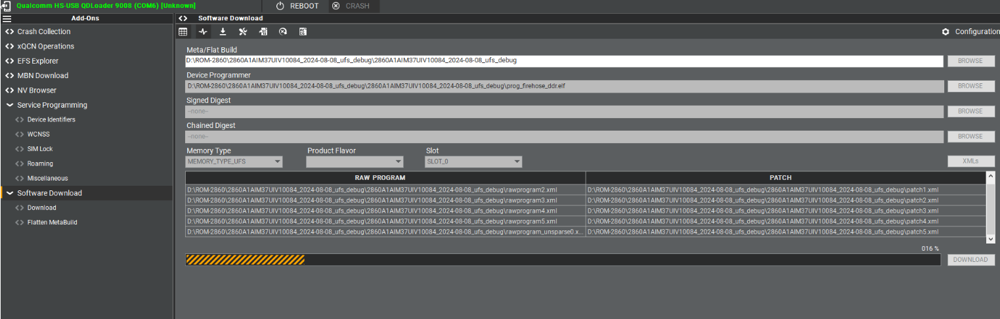 Qualcomm HS-USB QDLoader 9008 (COM6) [Unknown]
REBOOT
CRASH
Add-Ons
Software Download
Crash Collection
xQCN Operations
EFS Explorer
MBN Download
NV Browser
Service Programming
Device Identifiers
WCNSS
SIM Lock
Roaming
Miscellaneous
Software Download
Download
Flatten MetaBuild
Configuration
Meta/Flat Build
D:\ROM-2860\2860A1AIM37UIV10084_2024-08-08_ufs_debug\2860A1AIM37UIV10084_2024-08-08_ufs_debug
BROWSE
Device Programmer
D:\ROM-2860\2860A1AIM37UIV10084_2024-08-08_ufs_debug\2860A1AIM37UIV10084_2024-08-08_ufs_debug\prog_firehose_ddr.elf
BROWSE
Signed Digest
--none--
BROWSE
Chained Digest
--none--
BROWSE
Memory Type
Product Flavor
Slot
MEMORY_TYPE_UFS
SLOT_0
XMLs
RAW PROGRAM
PATCH
D:\ROM-2860\2860A1AIM37UIV10084_2024-08-08_ufs_debug\2860A1AIM37UIV10084_2024-08-08_ufs_debug\rawprogram2.xml
D:\ROM-2860\2860A1AIM37UIV10084_2024-08-08_ufs_debug\2860A1AIM37UIV10084_2024-08-08_ufs_debug\patch1.xml
D:\ROM-2860\2860A1AIM37UIV10084_2024-08-08_ufs_debug\2860A1AIM37UIV10084_2024-08-08_ufs_debug\rawprogram3.xml
D:\ROM-2860\2860A1AIM37UIV10084_2024-08-08_ufs_debug\2860A1AIM37UIV10084_2024-08-08_ufs_debug\patch2.xml
D:\ROM-2860\2860A1AIM37UIV10084_2024-08-08_ufs_debug\2860A1AIM37UIV10084_2024-08-08_ufs_debug\rawprogram4.xml
D:\ROM-2860\2860A1AIM37UIV10084_2024-08-08_ufs_debug\2860A1AIM37UIV10084_2024-08-08_ufs_debug\patch3.xml
D:\ROM-2860\2860A1AIM37UIV10084_2024-08-08_ufs_debug\2860A1AIM37UIV10084_2024-08-08_ufs_debug\rawprogram5.xml
D:\ROM-2860\2860A1AIM37UIV10084_2024-08-08_ufs_debug\2860A1AIM37UIV10084_2024-08-08_ufs_debug\patch4.xml
D:\ROM-2860\2860A1AIM37UIV10084_2024-08-08_ufs_debug\2860A1AIM37UIV10084_2024-08-08_ufs_debug\rawprogram_unsparse0.x...
D:\ROM-2860\2860A1AIM37UIV10084_2024-08-08_ufs_debug\2860A1AIM37UIV10084_2024-08-08_ufs_debug\patch5.xml
016 %
DOWNLOAD